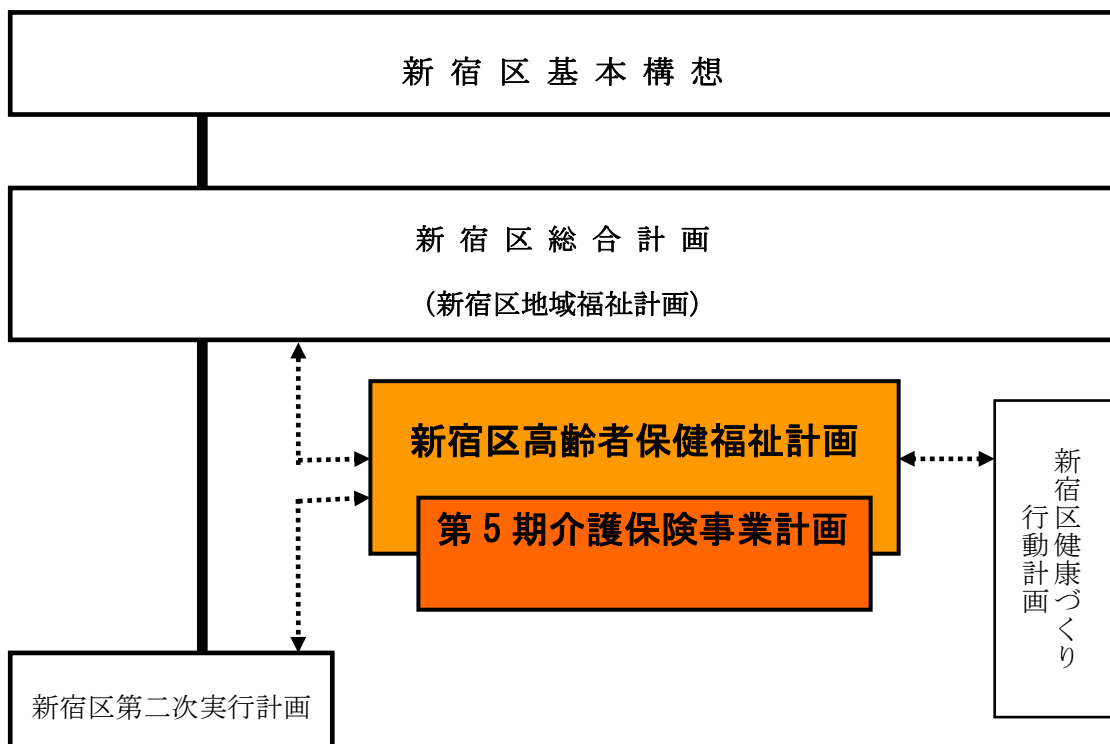 新宿区基本構想
新宿区総合計画
(新宿区地域福祉計画)
新宿区高齢者保健福祉計画
第5期介護保険事業計画
新宿区健康づくり
行動計画
新宿区第二次実行計画